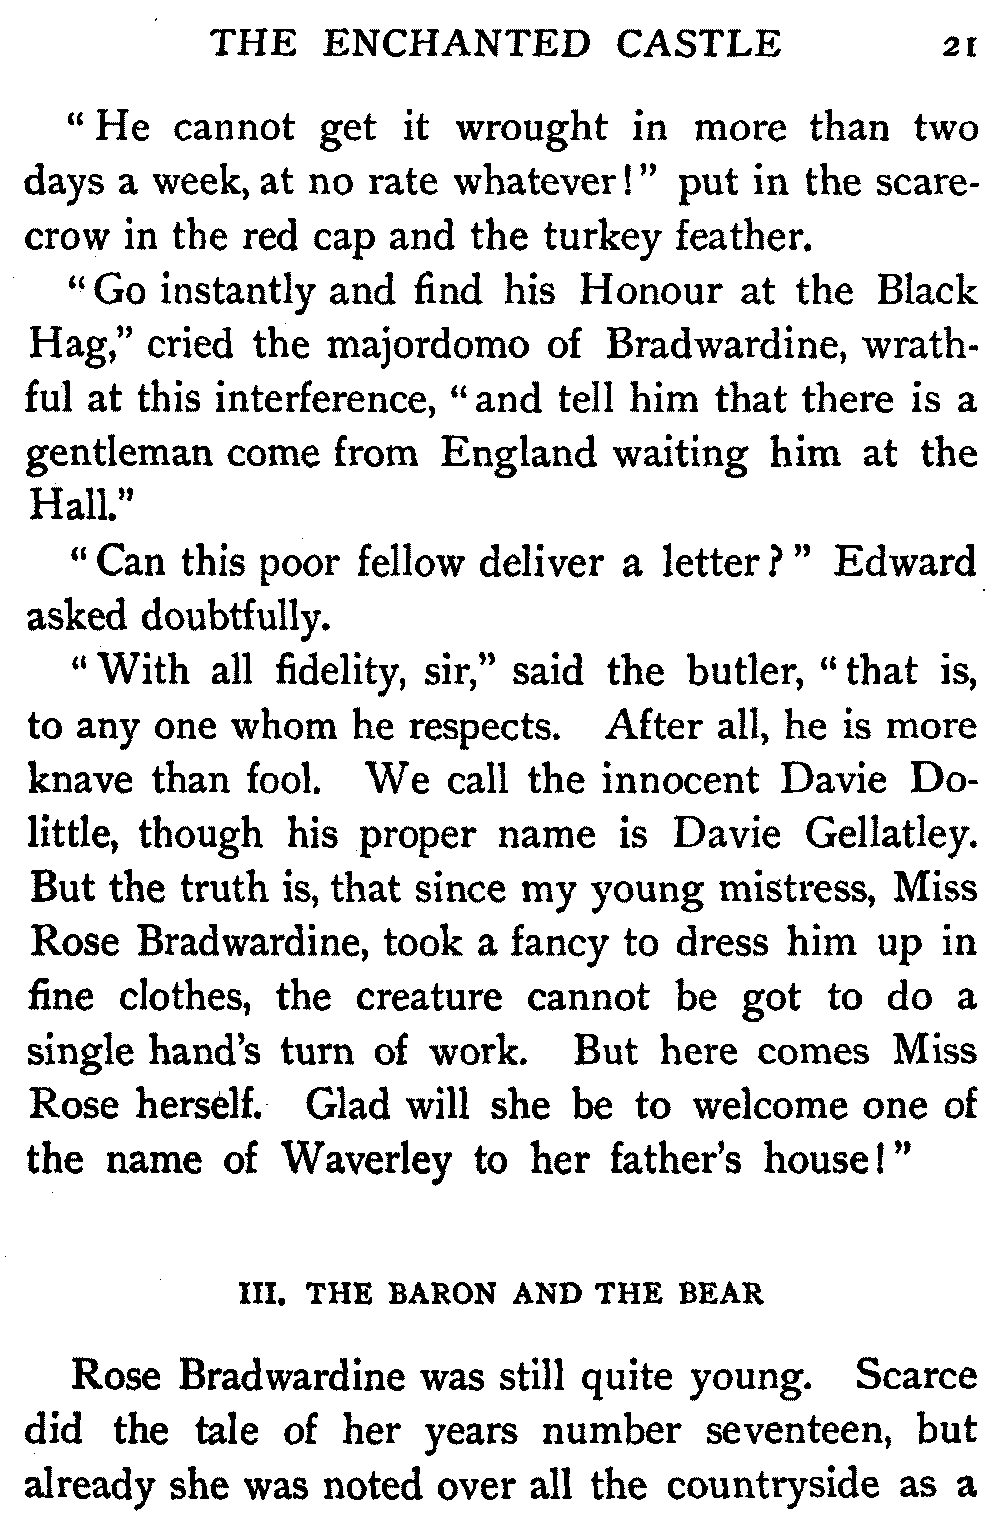 THE ENCHANTED CASTLE 21
“He cannot get it wrought in more than two
days a week, at no rate whatever!” put in the scare-
crow in the red cap and the turkey feather.
“Go instantly and find his Honour at the Black
Hag,” cried the majordomo of Bradwardine, wrath-
ful at this interference, “and tell him that there is a
gentleman come from England waiting him at the
Hall.”
“Can this poor fellow deliver a letter?” Edward
asked doubtfully.
“With all fidelity, sir,” said the butler, “that is,
to any one whom he respects. After all, he is more
knave than fool. We call the innocent Davie Do-
little, though his proper name is Davie Gellatley.
But the truth is, that since my young mistress, Miss
Rose Bradwardine, took a fancy to dress him up in
fine clothes, the creature cannot be got to do a
single hand’s turn of work. But here comes Miss
Rose herself. Glad will she be to welcome one of
the name of Waverley to her father’s house!”
III. THE BARON AND THE BEAR
Rose Bradwardine was still quite young. Scarce
did the tale of her years number seventeen, but
already she was noted over all the countryside as a